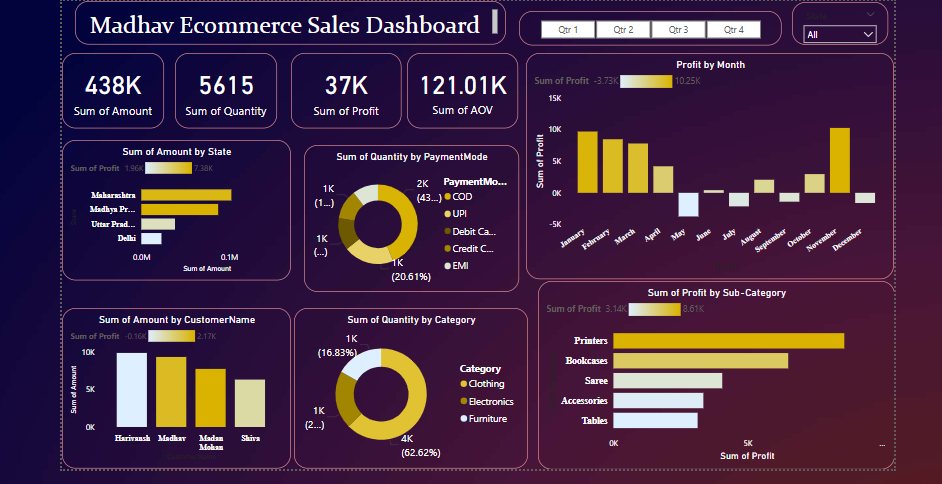 Madhav Ecommerce Sales Dashboard
Qtr 1
Qtr 2
Qtr 3
Qtr 4
All
438K
Sum of Amount
5615
Sum of Quantity
37K
Sum of Profit
121.01K
Sum of AOV
Sum of Amount by State
Sum of Profit 1.96K 7.38K
Maharashtra
Madhya Pr...
Uttar Prad...
Delhi
0.0M
0.1M
Sum of Amount
Sum of Quantity by PaymentMode
1K
(1...)
2K
(43...)
1K
(...)
1K
(20.61%)
PaymentMo...
COD
UPI
Debit Ca...
Credit C...
EMI
Profit by Month
Sum of Profit -3.73K 10.25K
Sum of Profit
15K
10K
5K
0K
-5K
January
February
March
April
May
June
July
August
September
October
November
December
Sum of Amount by CustomerName
Sum of Profit -0.16K 2.17K
Sum of Amount
10K
5K
0K
Harivansh
Madhav
Madan
Mohan
Shiva
Sum of Quantity by Category
1K
(16.83%)
1K
(2...)
4K
(62.62%)
Category
Clothing
Electronics
Furniture
Sum of Profit by Sub-Category
Sum of Profit 3.14K 8.61K
Printers
Bookcases
Saree
Accessories
Tables
0K
5K
...
Sum of Profit